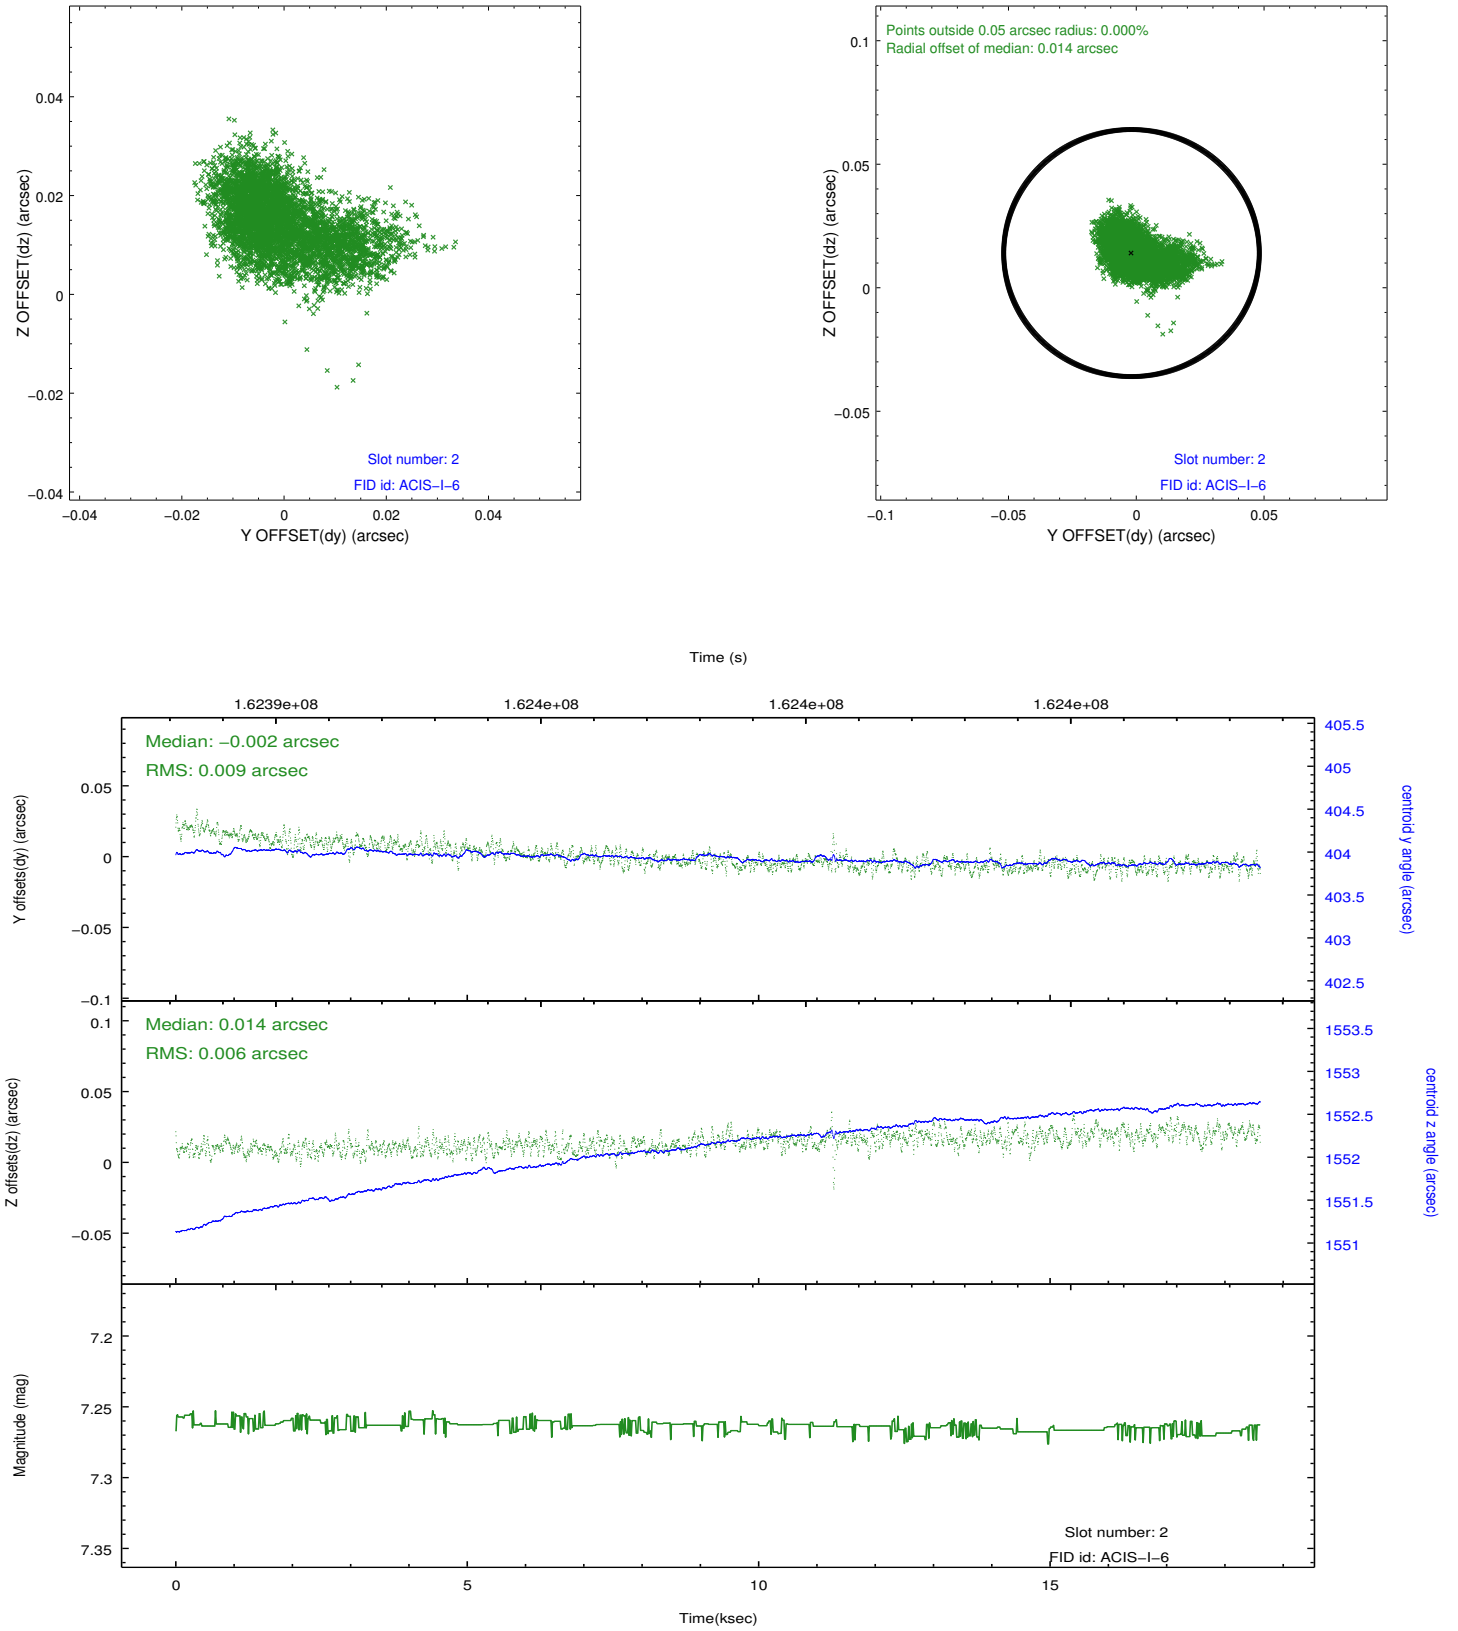 0.04
0.02
0
−0.02
−0.04
Z OFFSET(dz) (arcsec)
Slot number: 2
FID id: ACIS−I−6
−0.04
−0.02
0
0.02
0.04
Y OFFSET(dy) (arcsec)
Points outside 0.05 arcsec radius: 0.000%
Radial offset of median: 0.014 arcsec
0.1
0.05
0
−0.05
Z OFFSET(dz) (arcsec)
Slot number: 2
FID id: ACIS−I−6
−0.1
−0.05
0
0.05
Y OFFSET(dy) (arcsec)
Time (s)
1.6239e+08
1.624e+08
1.624e+08
1.624e+08
Median: −0.002 arcsec
RMS: 0.009 arcsec
0.05
0
−0.05
−0.1
Y offsets(dy) (arcsec)
405.5
405
404.5
404
403.5
403
402.5
centroid y angle (arcsec)
Median: 0.014 arcsec
RMS: 0.006 arcsec
0.1
0.05
0
−0.05
Z offsets(dz) (arcsec)
1553.5
1553
1552.5
1552
1551.5
1551
centroid z angle (arcsec)
7.2
7.25
7.3
7.35
Magnitude (mag)
Slot number: 2
FID id: ACIS−I−6
0
5
10
15
Time(ksec)